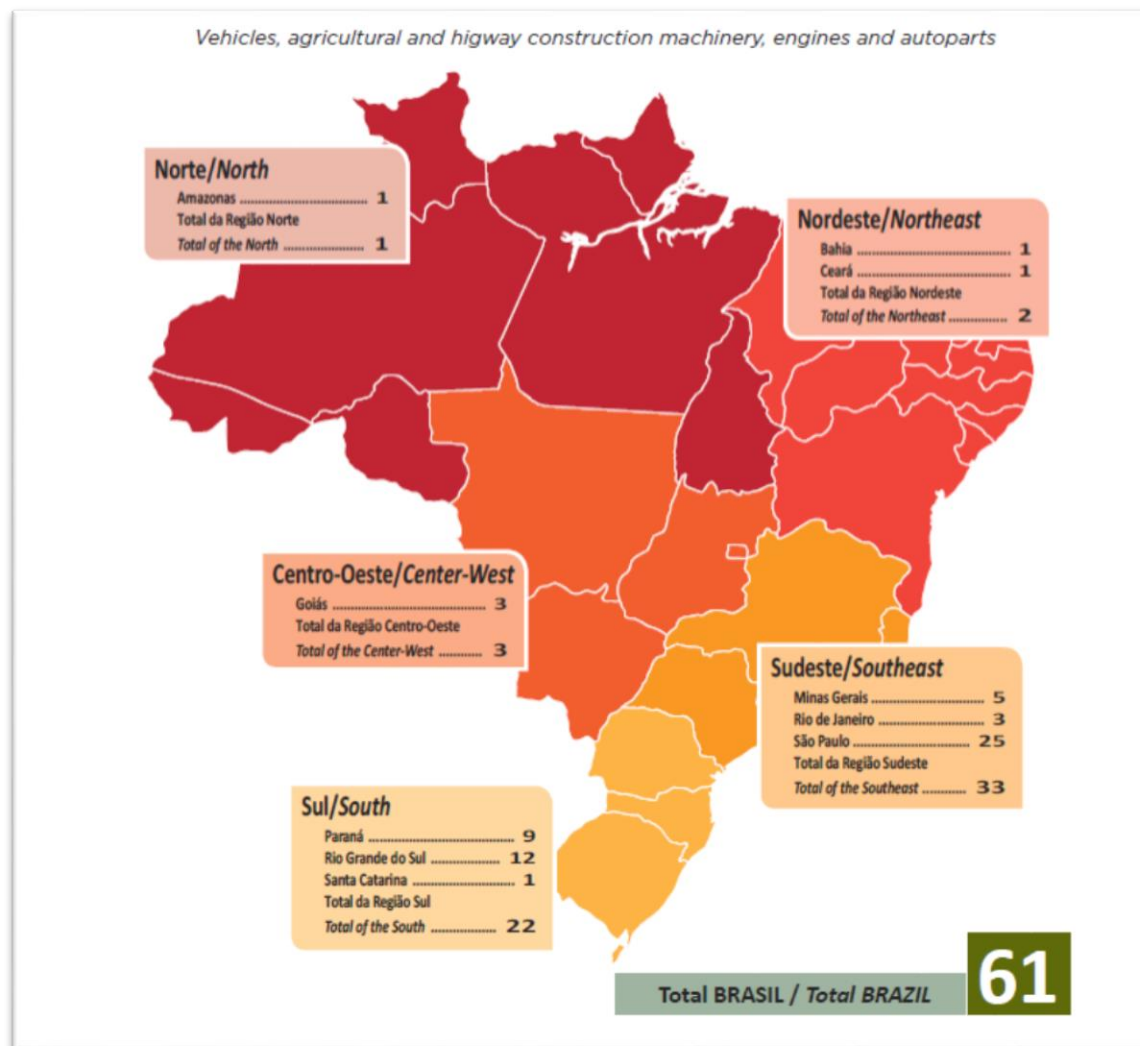 Vehicles, agricultural and higway construction machinery, engines and autoparts
Norte/North
Amazonas ................................ 1
Total da Região Norte
Total of the North .................... 1
Nordeste/Northeast
Bahia ....................................... 1
Ceará ....................................... 1
Total da Região Nordeste
Total of the Northeast ............... 2
Centro-Oeste/Center-West
Goiás ....................................... 3
Total da Região Centro-Oeste
Total of the Center-West ........... 3
Sudeste/Southeast
Minas Gerais ............................. 5
Rio de Janeiro ........................... 3
São Paulo .............................. 25
Total da Região Sudeste
Total of the Southeast ........... 33
Sul/South
Paraná ..................................... 9
Rio Grande do Sul ................. 12
Santa Catarina .......................... 1
Total da Região Sul
Total of the South ................. 22
Total BRASIL / Total BRAZIL 61